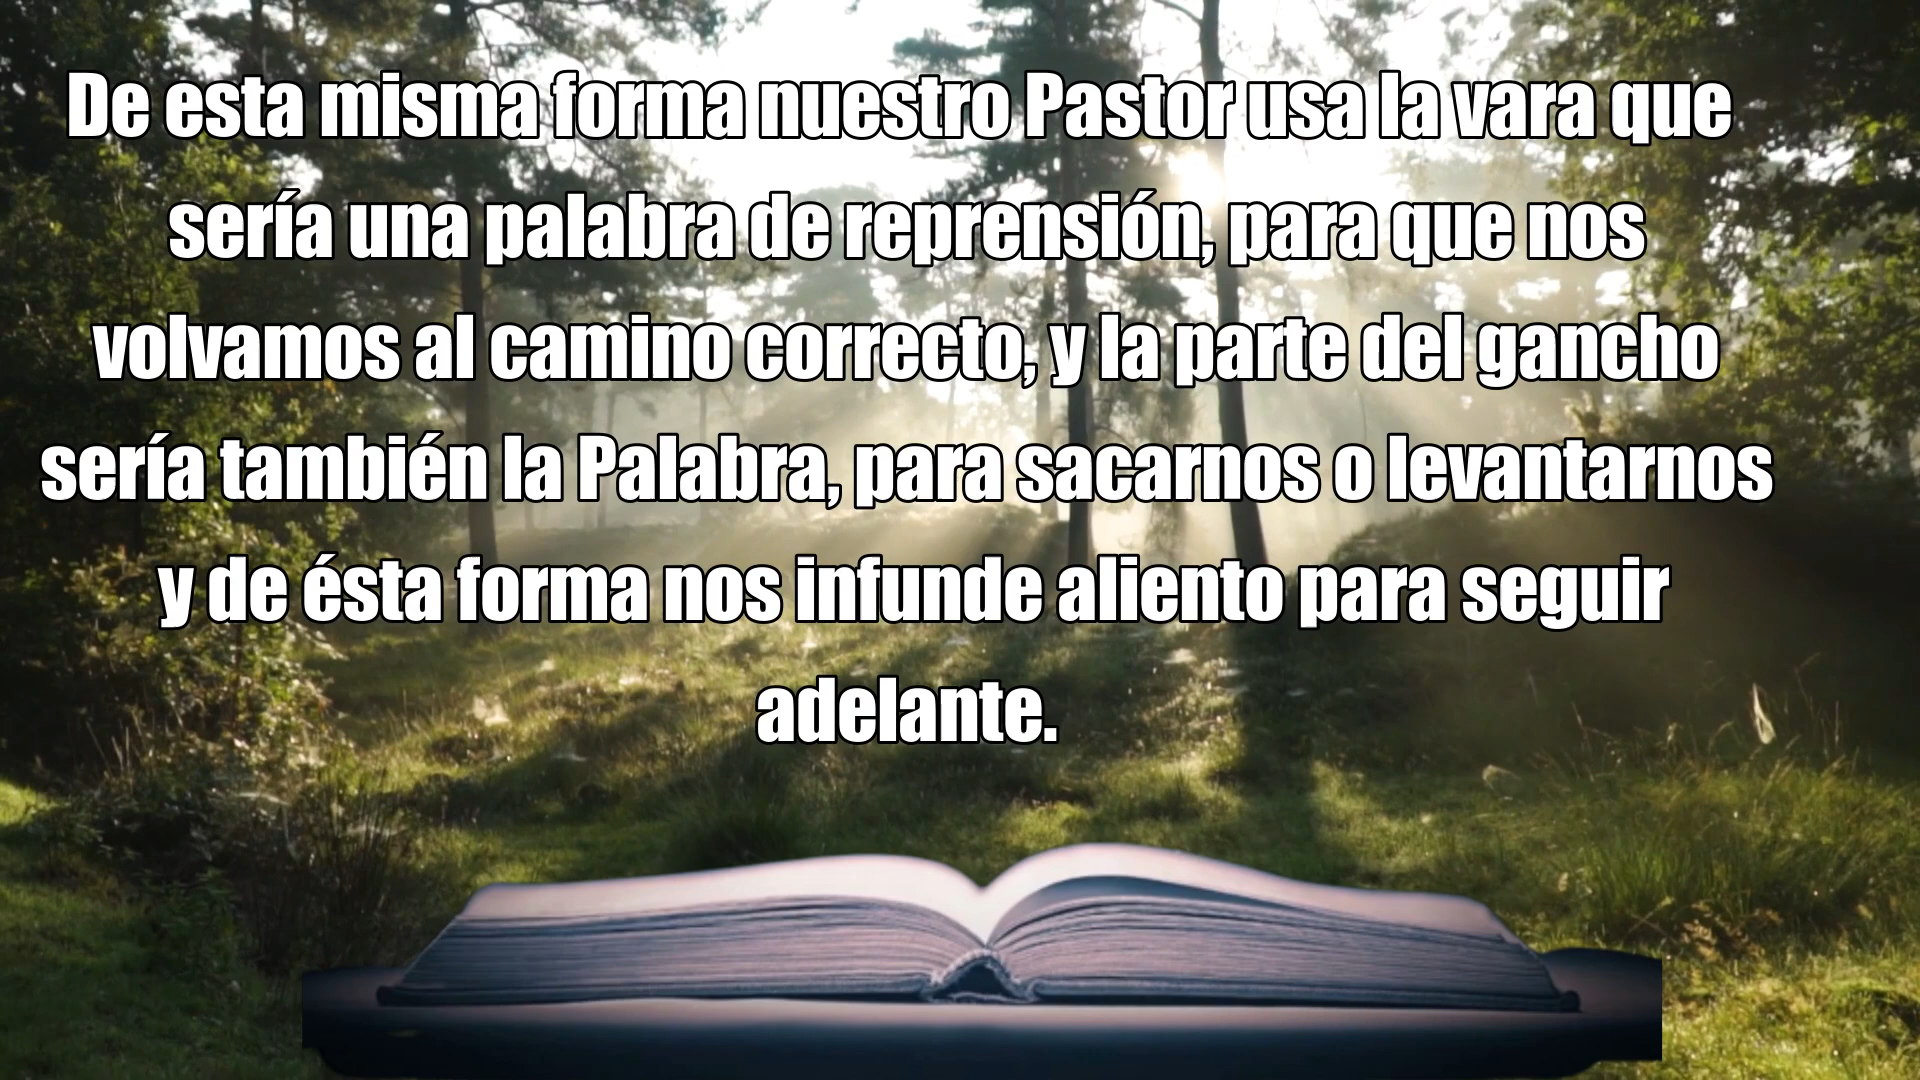 De esta misma forma nuestro Pastor usa la vara que
sería una palabra de reprensión, para que nos
volvamos al camino correcto, y la parte del gancho
sería también la Palabra, para sacarnos o levantarnos
y de ésta forma nos infunde aliento para seguir
adelante.